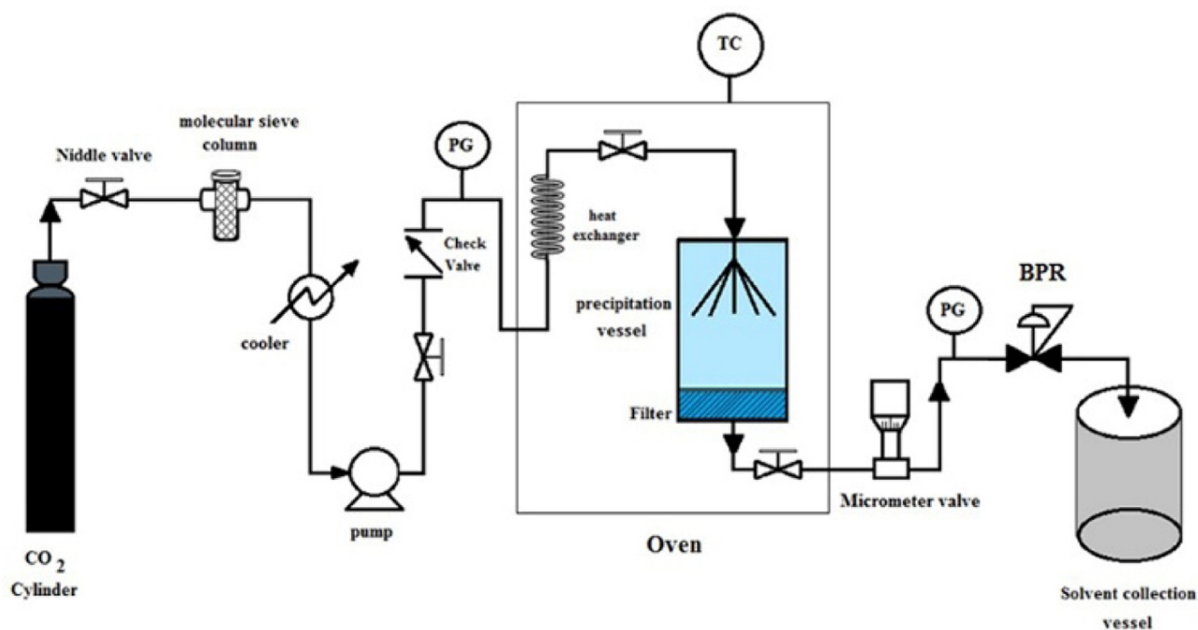 TC
molecular sieve
column
Niddle valve
PG
heat
exchanger
Check
Valve
precipitation
vessel
BPR
PG
cooler
Filter
Micrometer valve
pump
Oven
CO 2
Cylinder
Solvent collection
vessel